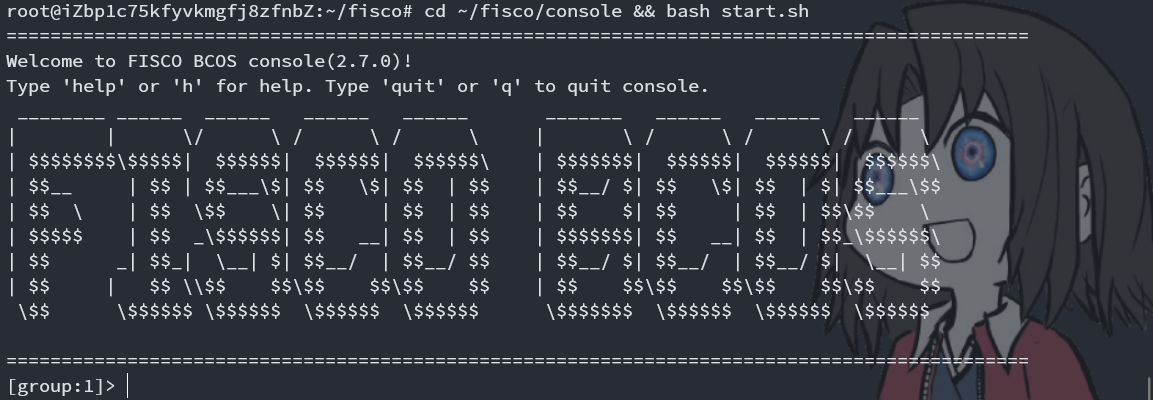 root@iZbp1c75kfyvkmgfj8zfnbZ:~/fisco# cd ~/fisco/console && bash start.sh
=============================================================================================
Welcome to FISCO BCOS console(2.7.0)!
Type 'help' or 'h' for help. Type 'quit' or 'q' to quit console.
 ________ ______  ______   ______   ______       _______   ______   ______   ______
|        |      \/      \ /      \ /      \     |       \ /      \ /      \ /      \
| $$$$$$$$\$$$$$|  $$$$$$|  $$$$$$|  $$$$$$\    | $$$$$$$|  $$$$$$|  $$$$$$|  $$$$$$\
| $$__     | $$ | $$___\$| $$   \$| $$  | $$    | $$__/ $| $$   \$| $$  | $| $$___\$$
| $$  \    | $$  \$$    \| $$     | $$  | $$    | $$    $| $$     | $$  | $$\$$    \
| $$$$$    | $$  _\$$$$$$| $$   __| $$  | $$    | $$$$$$$| $$   __| $$  | $$_\$$$$$$\
| $$      _| $$_|  \__| $| $$__/  | $$__/ $$    | $$__/ $| $$__/  | $$__/ $|  \__| $$
| $$     |   $$ \\$$    $$\$$    $$\$$    $$    | $$    $$\$$    $$\$$    $$\$$    $$
 \$$      \$$$$$$ \$$$$$$  \$$$$$$  \$$$$$$      \$$$$$$$  \$$$$$$  \$$$$$$  \$$$$$$
=============================================================================================
[group:1]>